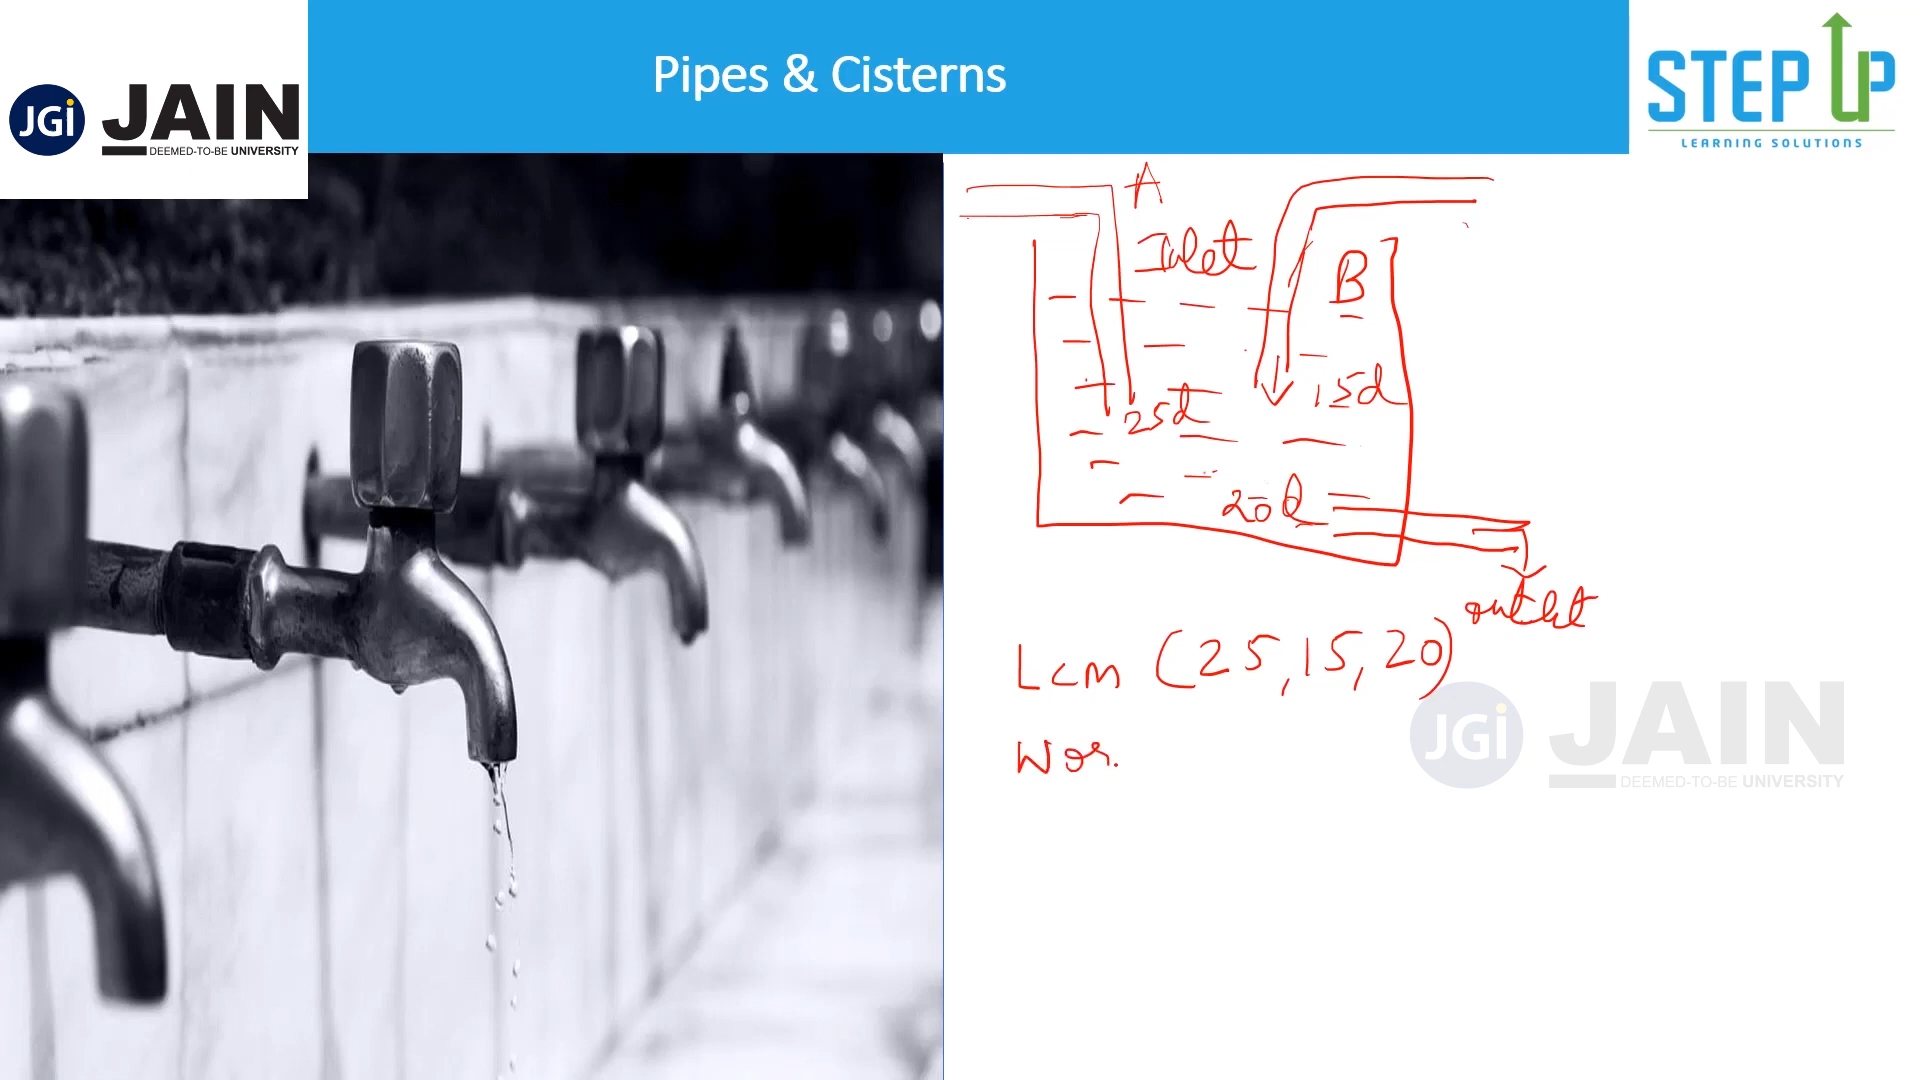 Pipes & Cisterns
JGi JAIN
DEEMED-TO-BE UNIVERSITY
STEP UP
LEARNING SOLUTIONS
A
Inlet
B
25d
15d
20d
outlet
Lcm (25,15,20)
Wor.
JGi JAIN
DEEMED-TO-BE UNIVERSITY